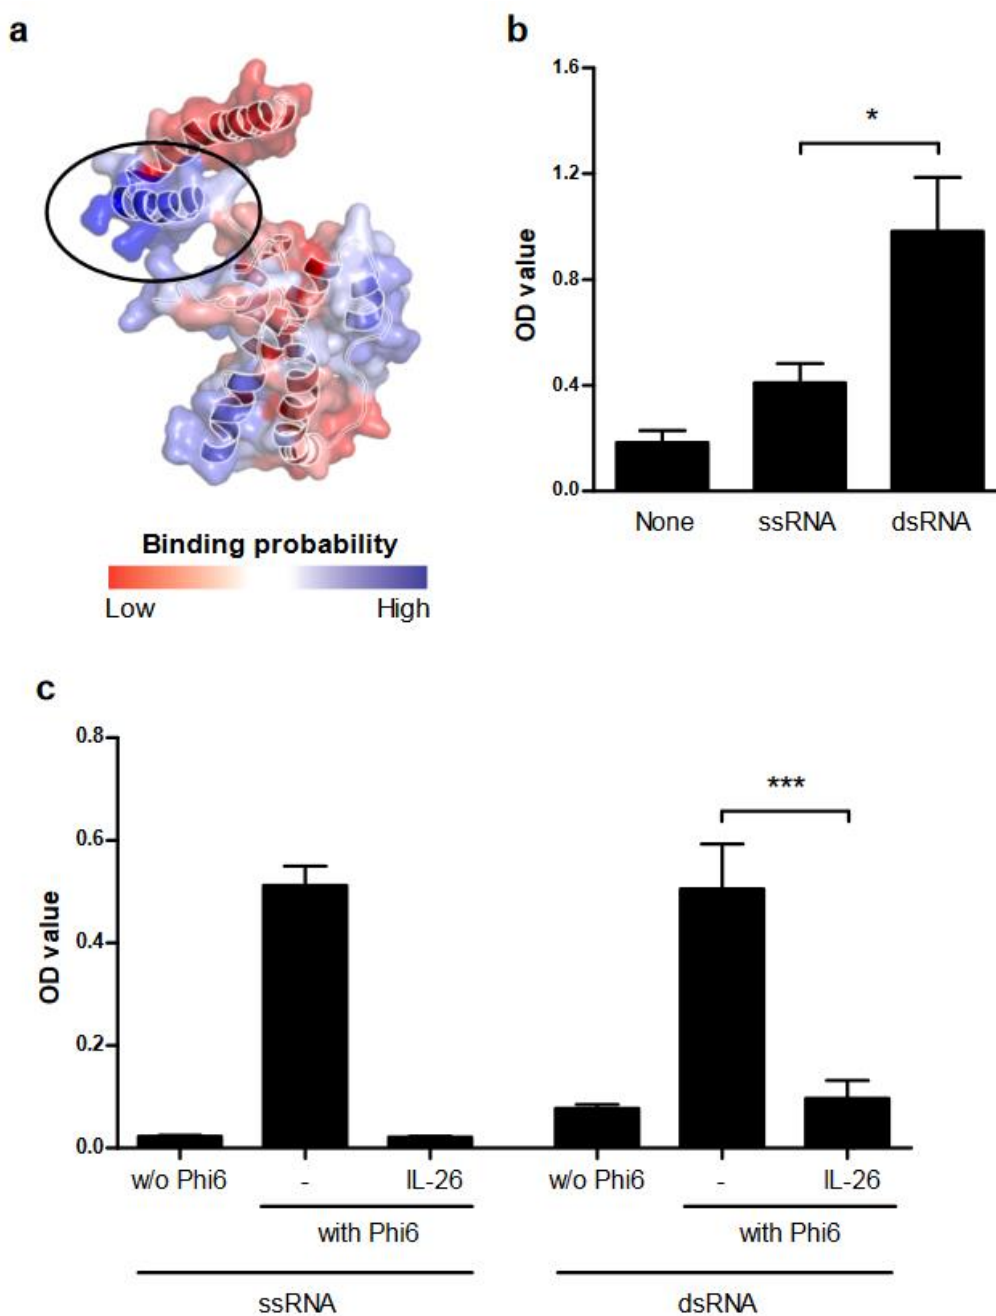 a
Binding probability
Low High
b
OD value
1.6
1.2
0.8
0.4
0.0
*
None ssRNA dsRNA
c
OD value
0.8
0.6
0.4
0.2
0.0
***
w/o Phi6 - IL-26 w/o Phi6 - IL-26
with Phi6 with Phi6
ssRNA dsRNA